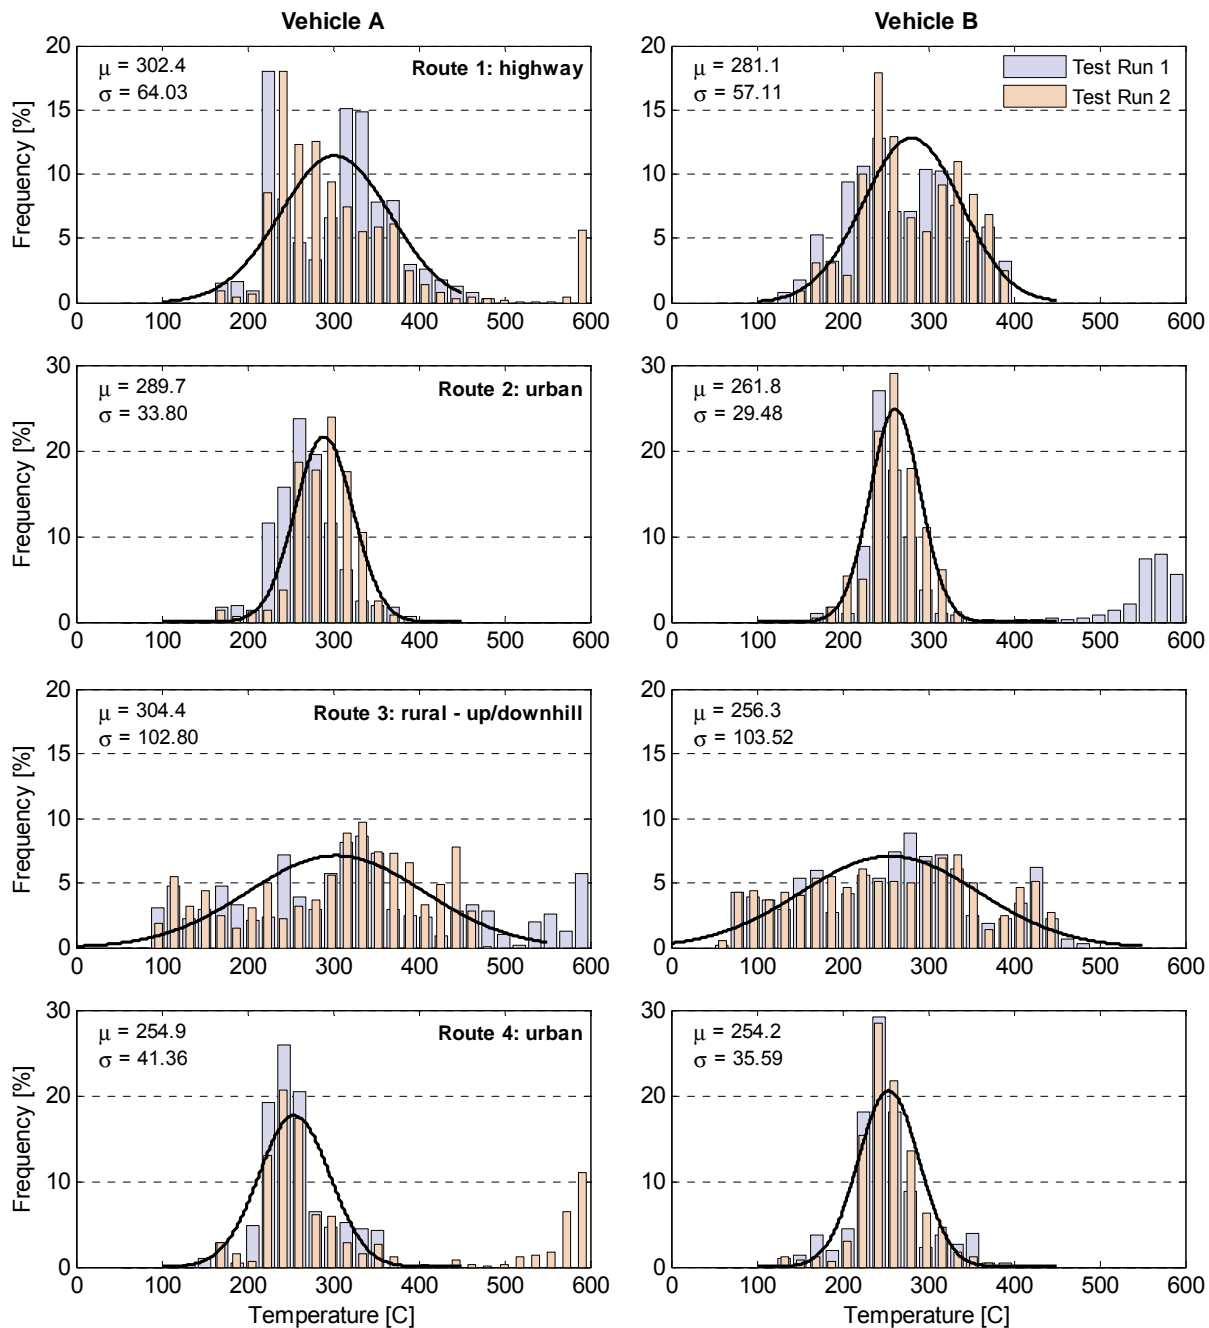 Vehicle A
Vehicle B
20
15
10
5
0
Frequency [%]
μ = 302.4
σ = 64.03
Route 1: highway
0 100 200 300 400 500 600
20
15
10
5
0
μ = 281.1
σ = 57.11
Test Run 1
Test Run 2
0 100 200 300 400 500 600
30
20
10
0
Frequency [%]
μ = 289.7
σ = 33.80
Route 2: urban
0 100 200 300 400 500 600
30
20
10
0
μ = 261.8
σ = 29.48
0 100 200 300 400 500 600
20
15
10
5
0
Frequency [%]
μ = 304.4
σ = 102.80
Route 3: rural - up/downhill
0 100 200 300 400 500 600
20
15
10
5
0
μ = 256.3
σ = 103.52
0 100 200 300 400 500 600
30
20
10
0
Frequency [%]
μ = 254.9
σ = 41.36
Route 4: urban
0 100 200 300 400 500 600
Temperature [C]
30
20
10
0
μ = 254.2
σ = 35.59
0 100 200 300 400 500 600
Temperature [C]